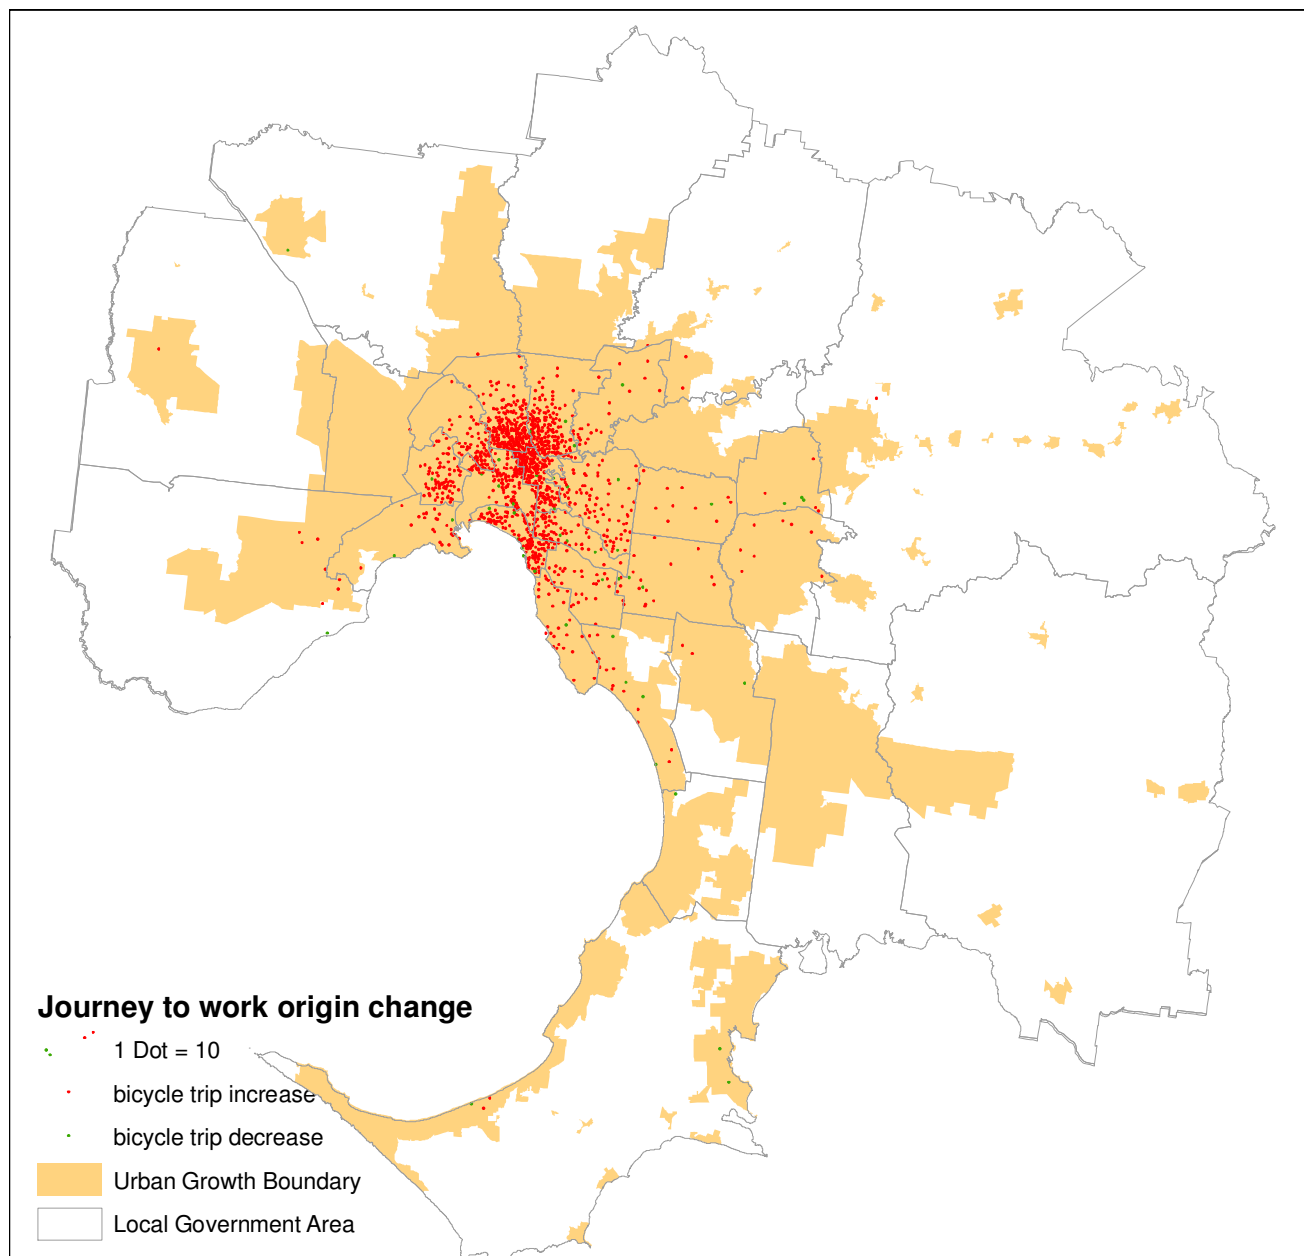 Journey to work origin change
1 Dot = 10
bicycle trip increase
bicycle trip decrease
Urban Growth Boundary
Local Government Area